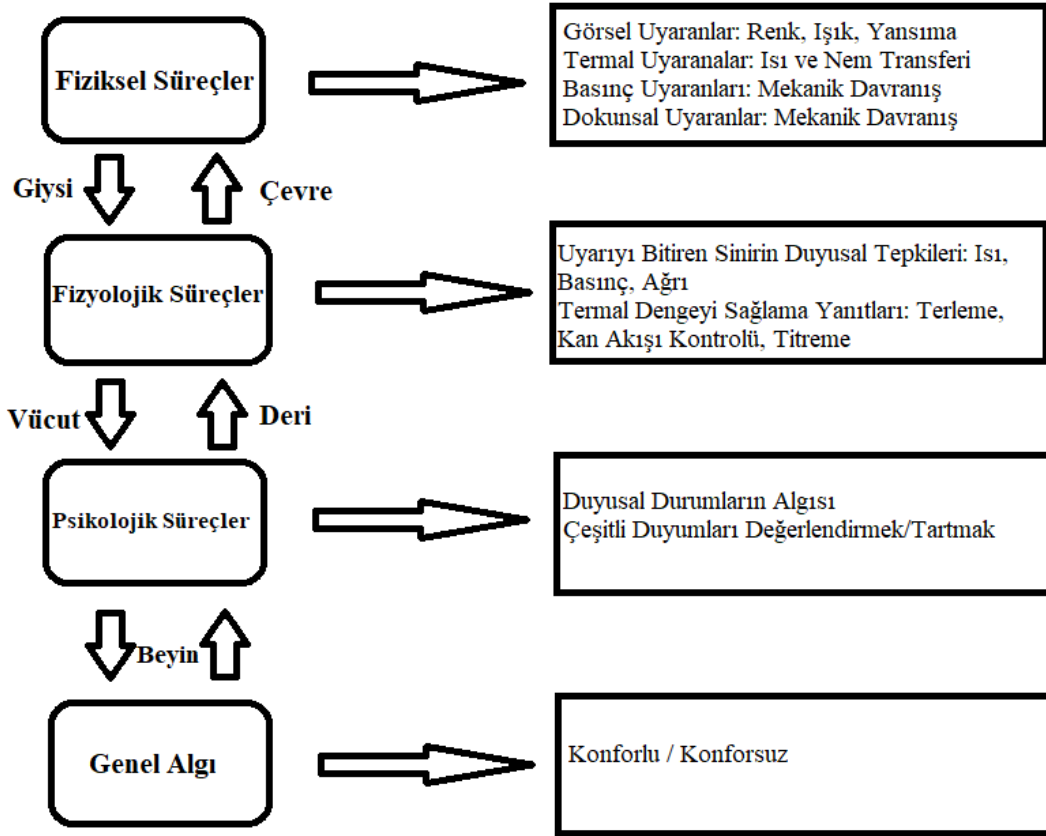 Fiziksel Süreçler
Görsel Uyaranlar: Renk, Işık, Yansıma
Termal Uyaranalar: Isı ve Nem Transferi
Basınç Uyaranları: Mekanik Davranış
Dokunsal Uyaranlar: Mekanik Davranış
Giysi
Çevre
Fizyolojik Süreçler
Uyarıyı Bitiren Sinirin Duyusal Tepkileri: Isı,
Basınç, Ağrı
Termal Dengeyi Sağlama Yanıtları: Terleme,
Kan Akışı Kontrolü, Titreme
Vücut
Deri
Psikolojik Süreçler
Duyusal Durumların Algısı
Çeşitli Duyumları Değerlendirmek/Tartmak
Beyin
Genel Algı
Konforlu / Konforsuz